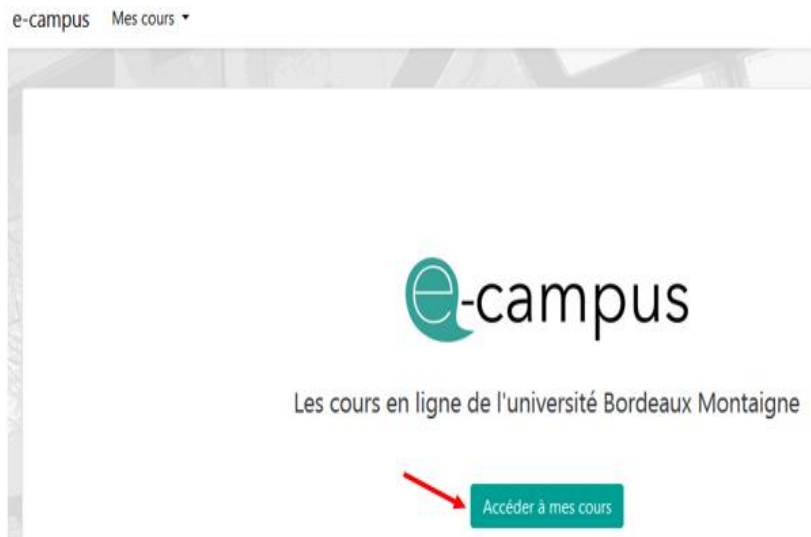 e-campus Mes cours
e-campus
Les cours en ligne de l'université Bordeaux Montaigne
Accéder à mes cours